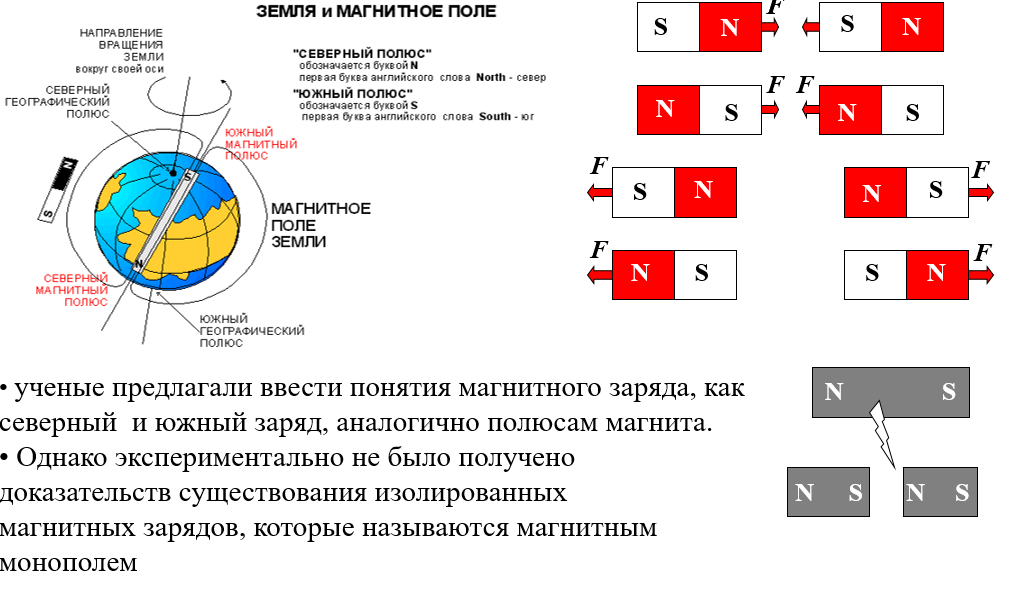 ЗЕМЛЯ и МАГНИТНОЕ ПОЛЕ
НАПРАВЛЕНИЕ
ВРАЩЕНИЯ
ЗЕМЛИ
вокруг своей оси
СЕВЕРНЫЙ
ГЕОГРАФИЧЕСКИЙ
ПОЛЮС
"СЕВЕРНЫЙ ПОЛЮС"
обозначается буквой N
первая буква английского слова North - север
"ЮЖНЫЙ ПОЛЮС"
обозначается буквой S
первая буква английского слова South - юг
ЮЖНЫЙ
МАГНИТНЫЙ
ПОЛЮС
N
S
S
N
МАГНИТНОЕ
ПОЛЕ
ЗЕМЛИ
СЕВЕРНЫЙ
МАГНИТНЫЙ
ПОЛЮС
ЮЖНЫЙ
ГЕОГРАФИЧЕСКИЙ
ПОЛЮС
S N F S N
N S F F N S
F S N N S F
F N S S N F
• ученые предлагали ввести понятия магнитного заряда, как
северный и южный заряд, аналогично полюсам магнита.
• Однако экспериментально не было получено
доказательств существования изолированных
магнитных зарядов, которые называются магнитным
монополем
N S
N S N S